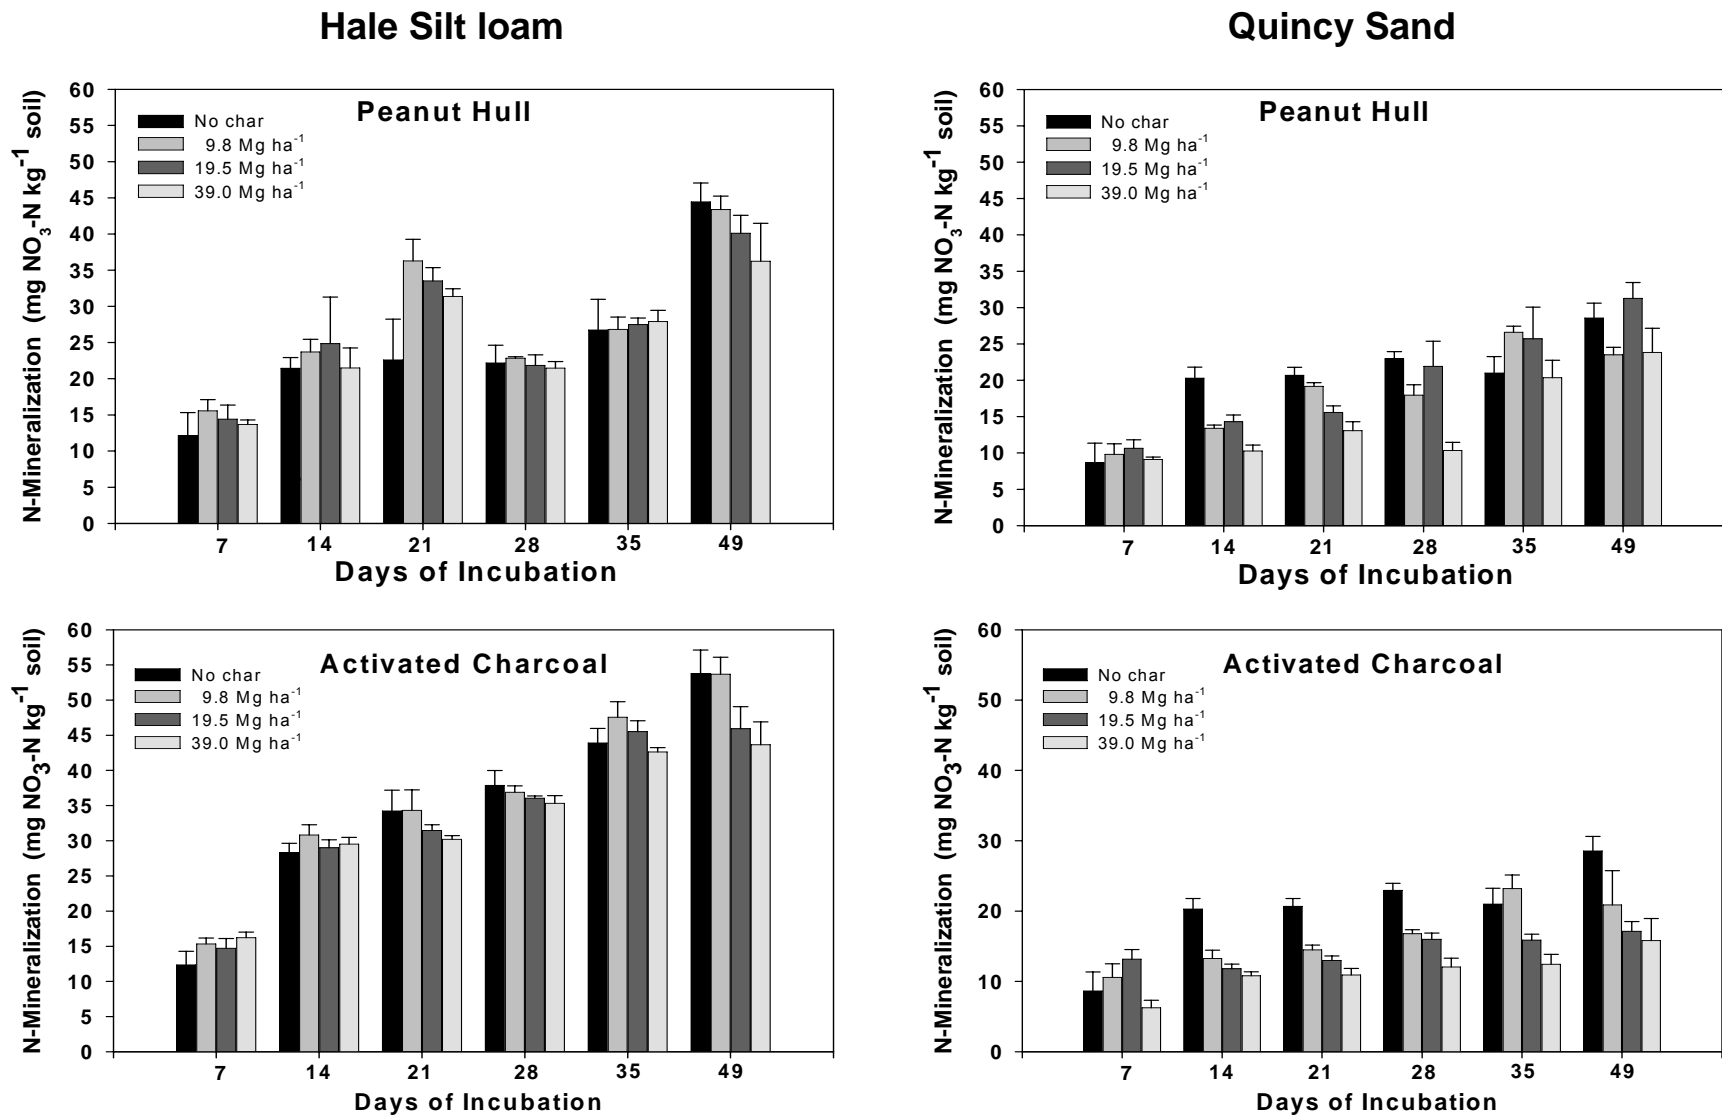 Hale Silt loam
Quincy Sand
Peanut Hull
No char
9.8 Mg ha⁻¹
19.5 Mg ha⁻¹
39.0 Mg ha⁻¹
N-Mineralization (mg NO₃-N kg⁻¹ soil)
60
55
50
45
40
35
30
25
20
15
10
5
0
7 14 21 28 35 49
Days of Incubation
Peanut Hull
No char
9.8 Mg ha⁻¹
19.5 Mg ha⁻¹
39.0 Mg ha⁻¹
N-Mineralization (mg NO₃-N kg⁻¹ soil)
60
55
50
45
40
35
30
25
20
15
10
5
0
7 14 21 28 35 49
Days of Incubation
Activated Charcoal
No char
9.8 Mg ha⁻¹
19.5 Mg ha⁻¹
39.0 Mg ha⁻¹
N-Mineralization (mg NO3-N kg⁻¹ soil)
60
55
50
45
40
35
30
25
20
15
10
5
0
7 14 21 28 35 49
Days of Incubation
Activated Charcoal
No char
9.8 Mg ha⁻¹
19.5 Mg ha⁻¹
39.0 Mg ha⁻¹
N-Mineralization (mg NO3-N kg⁻¹ soil)
60
50
40
30
20
10
0
7 14 21 28 35 49
Days of Incubation